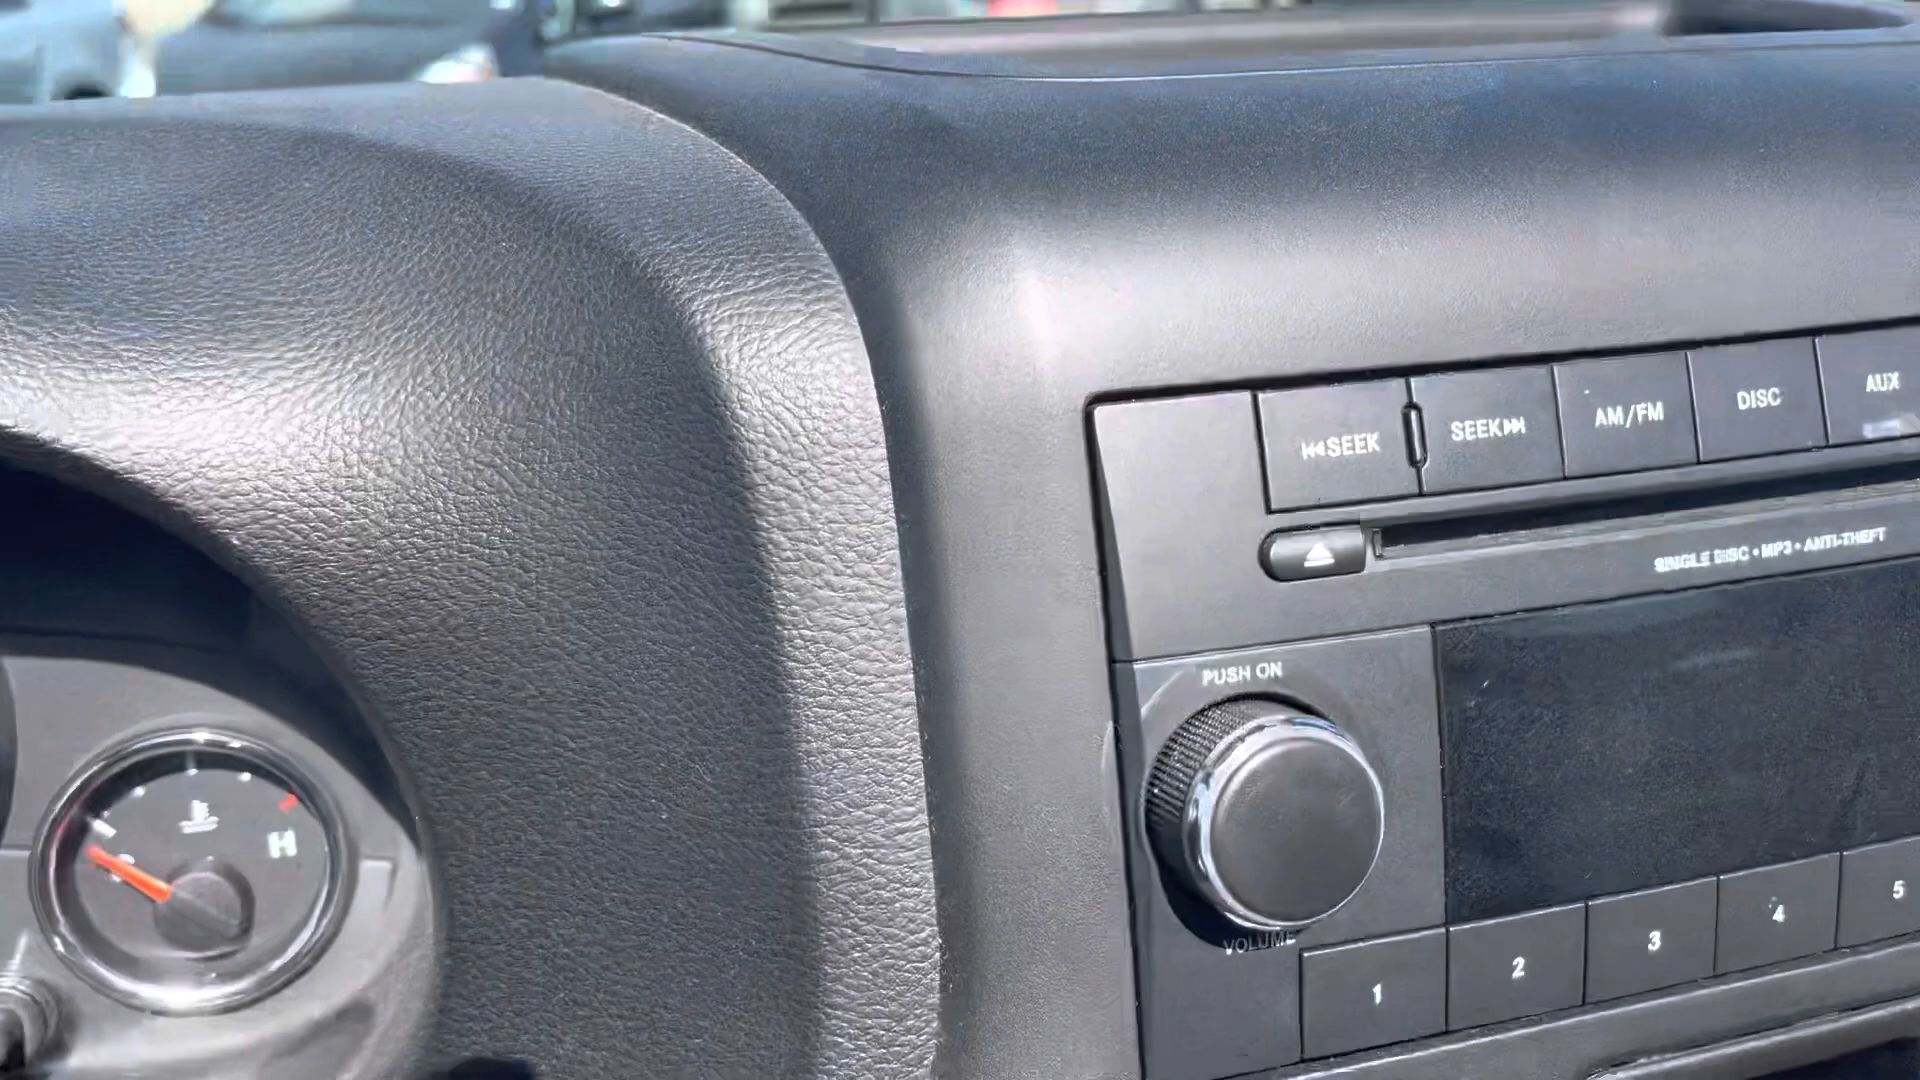 SEEK
SEEK
AM/FM
DISC
AUX
SINGLE DISC • MP3 • ANTI-THEFT
PUSH ON
VOLUME
H
1
2
3
4
5